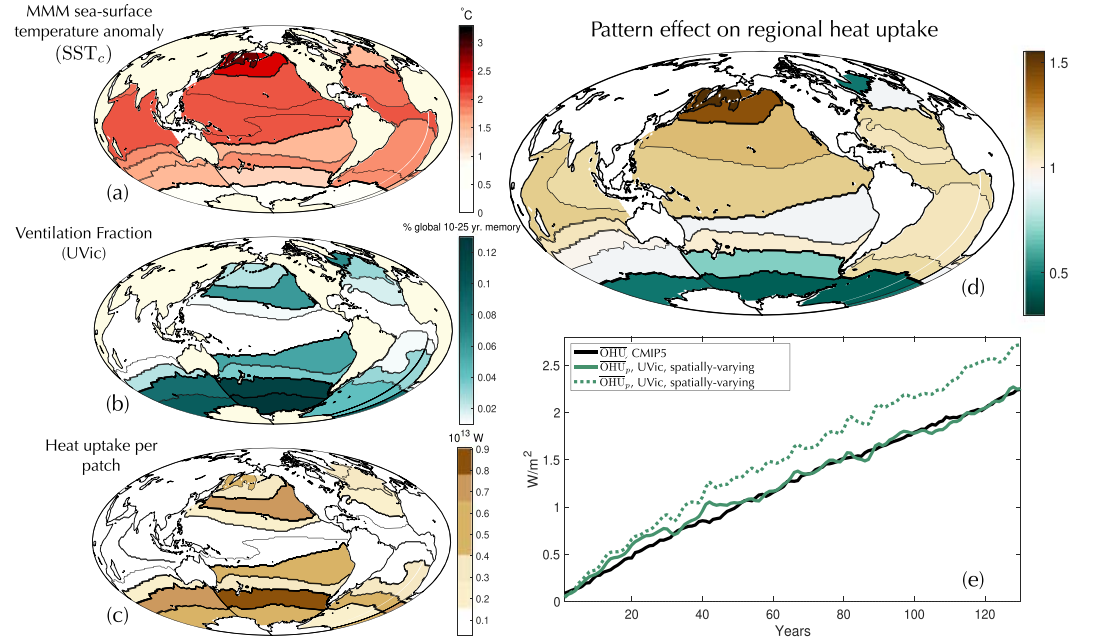 MMM sea-surface
temperature anomaly
(SST_c)
°C
3
2.5
2
1.5
1
0.5
0
(a)
Ventilation Fraction
(UVic)
% global 10-25 yr. memory
0.12
0.10
0.08
0.06
0.04
0.02
(b)
Heat uptake per
patch
10^13 W
0.9
0.8
0.7
0.6
0.5
0.4
0.3
0.2
0.1
(c)
Pattern effect on regional heat uptake
1.5
1
0.5
(d)
OHU, CMIP5
OHU_p, UVic, spatially-varying
OHU_p, UVic, spatially-varying
2.5
2
1.5
1
0.5
0
W/m^2
20
40
60
80
100
120
Years
(e)